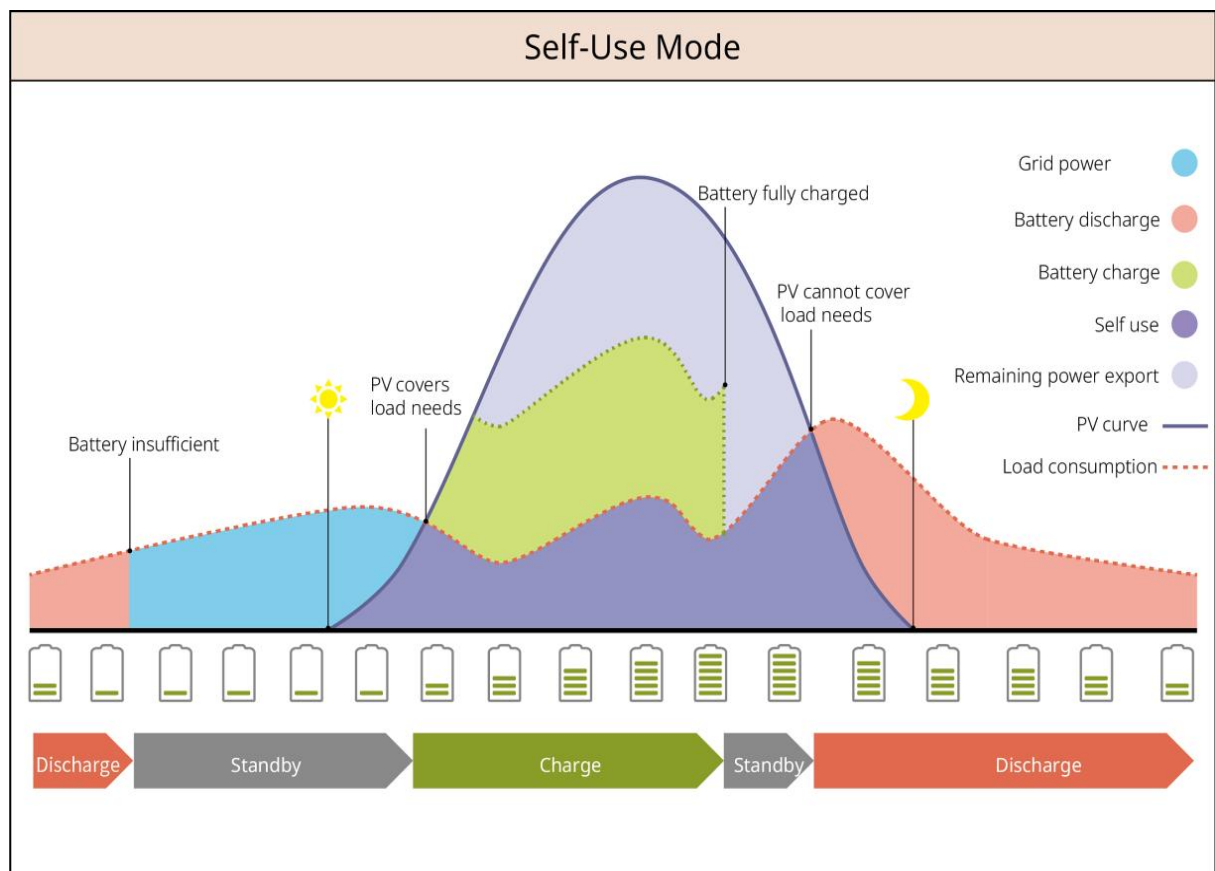 Self-Use Mode
Grid power
Battery discharge
Battery charge
Self use
Remaining power export
PV curve
Load consumption
Battery fully charged
PV cannot cover
load needs
PV covers
load needs
Battery insufficient
Discharge
Standby
Charge
Standby
Discharge